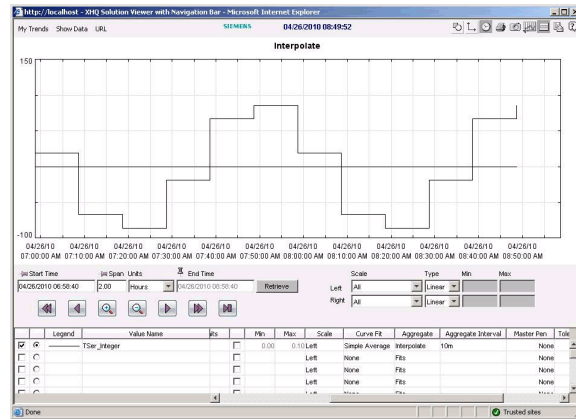 http://localhost - XHQ Solution Viewer with Navigation Bar - Microsoft Internet Explorer
My Trends Show Data URL SIEMENS 04/26/2010 08:49:52
Interpolate
150
-100
04/26/10 04/26/10 04/26/10 04/26/10 04/26/10 04/26/10 04/26/10 04/26/10 04/26/10 04/26/10 04/26/10 04/26/10
07:00:00 AM 07:10:00 AM 07:20:00 AM 07:30:00 AM 07:40:00 AM 07:50:00 AM 08:00:00 AM 08:10:00 AM 08:20:00 AM 08:30:00 AM 08:40:00 AM 08:50:00 AM
Start Time Span Units End Time Scale Type Min Max
04/26/2010 06:58:40 2.00 Hours 04/26/2010 08:58:40 Retrieve Left All Linear
Right All Linear
Legend Value Name its Min Max Scale Curve Fit Aggregate Aggregate Interval Master Pen Tole
TSer_Integer 0.00 0.10 Left Simple Average Interpolate 10m None
Left None Fits None
Left None Fits None
Left None Fits None
Done Trusted sites